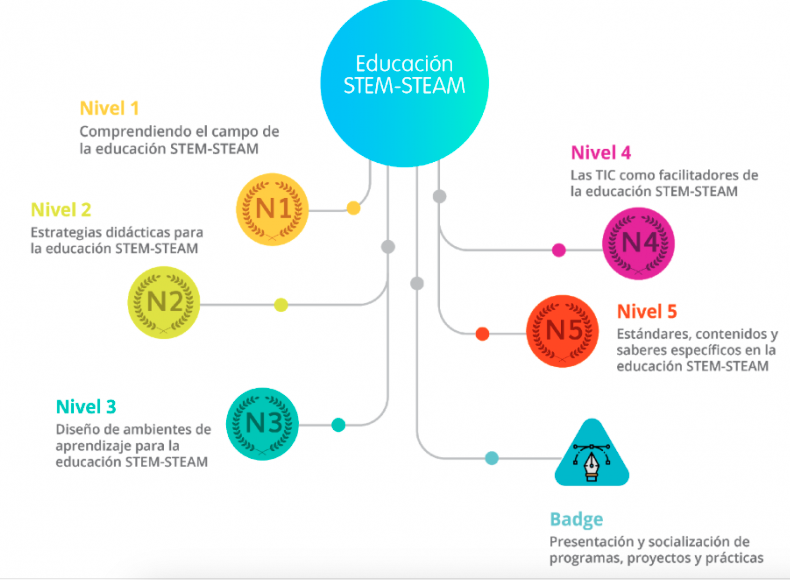 Educación
STEM-STEAM
Nivel 1
Comprendiendo el campo de
la educación STEM-STEAM
N1
Nivel 2
Estrategias didácticas para
la educación STEM-STEAM
N2
Nivel 3
Diseño de ambientes de
aprendizaje para la
educación STEM-STEAM
N3
Nivel 4
Las TIC como facilitadores de
la educación STEM-STEAM
N4
Nivel 5
Estándares, contenidos y
saberes específicos en la
educación STEM-STEAM
N5
Badge
Presentación y socialización de
programas, proyectos y prácticas